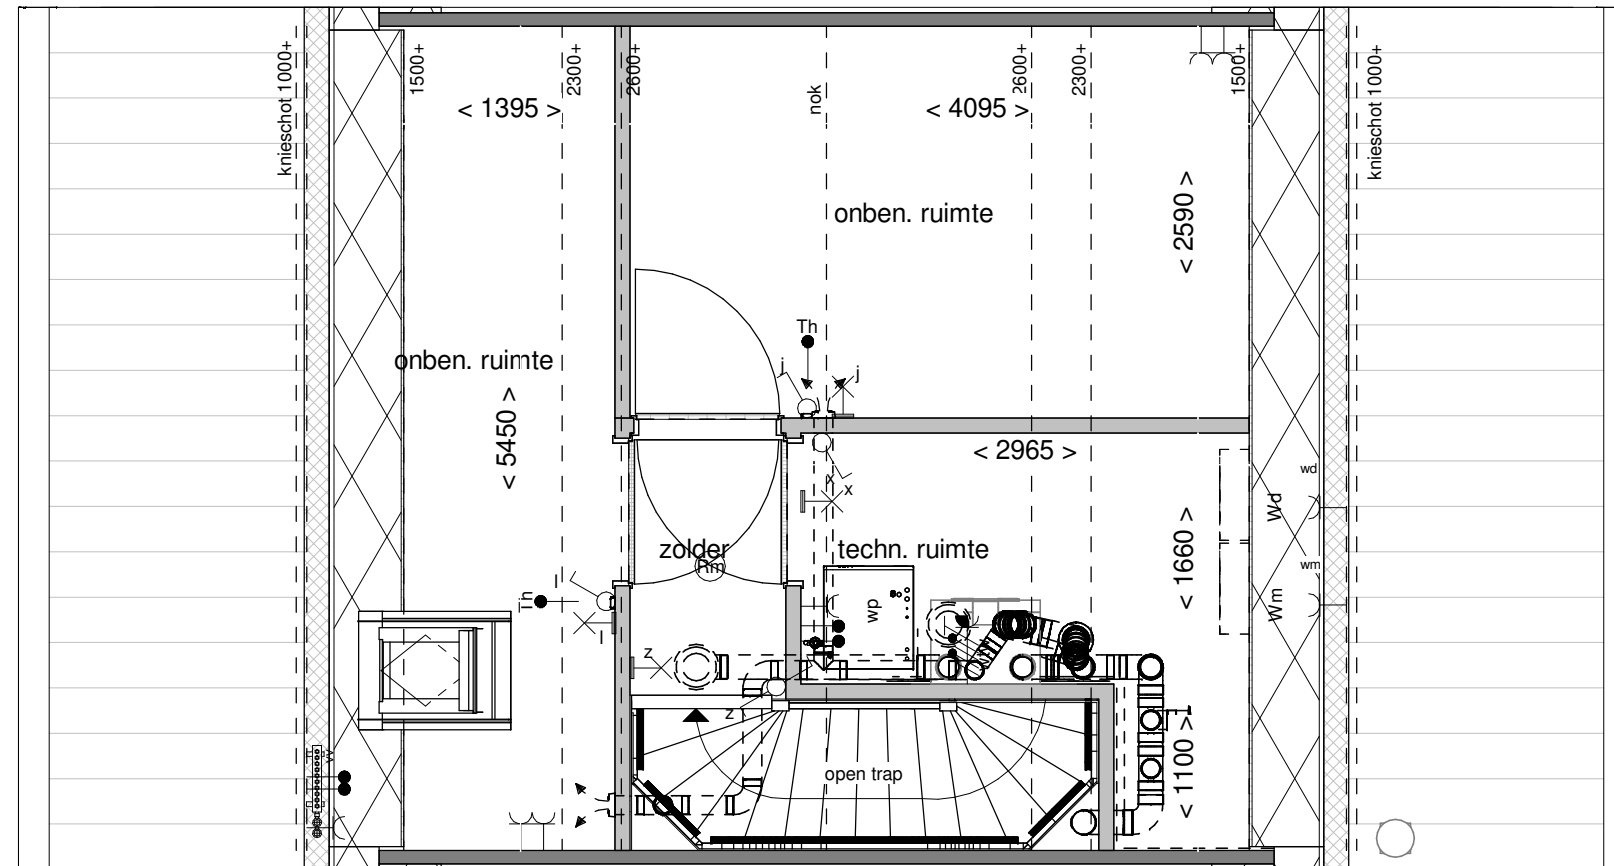 knieschot 1000+
1500+
2300+
2600+
nok
2600+
2300+
1500+
knieschot 1000+
< 1395 >
< 4095 >
< 2590 >
onben. ruimte
Th
onben. ruimte
j
j
< 5450 >
< 2965 >
wd
x
x
Wd
zolder
techn. ruimte
Rm
< 1660 >
wm
Th
wp
Wm
z
z
open trap
< 1100 >